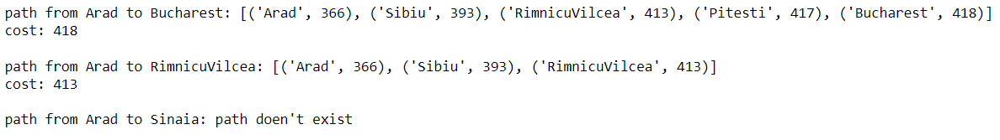 path from Arad to Bucharest: [('Arad', 366), ('Sibiu', 393), ('RimnicuVilcea', 413), ('Pitesti', 417), ('Bucharest', 418)]
cost: 418
path from Arad to RimnicuVilcea: [('Arad', 366), ('Sibiu', 393), ('RimnicuVilcea', 413)]
cost: 413
path from Arad to Sinaia: path doen't exist